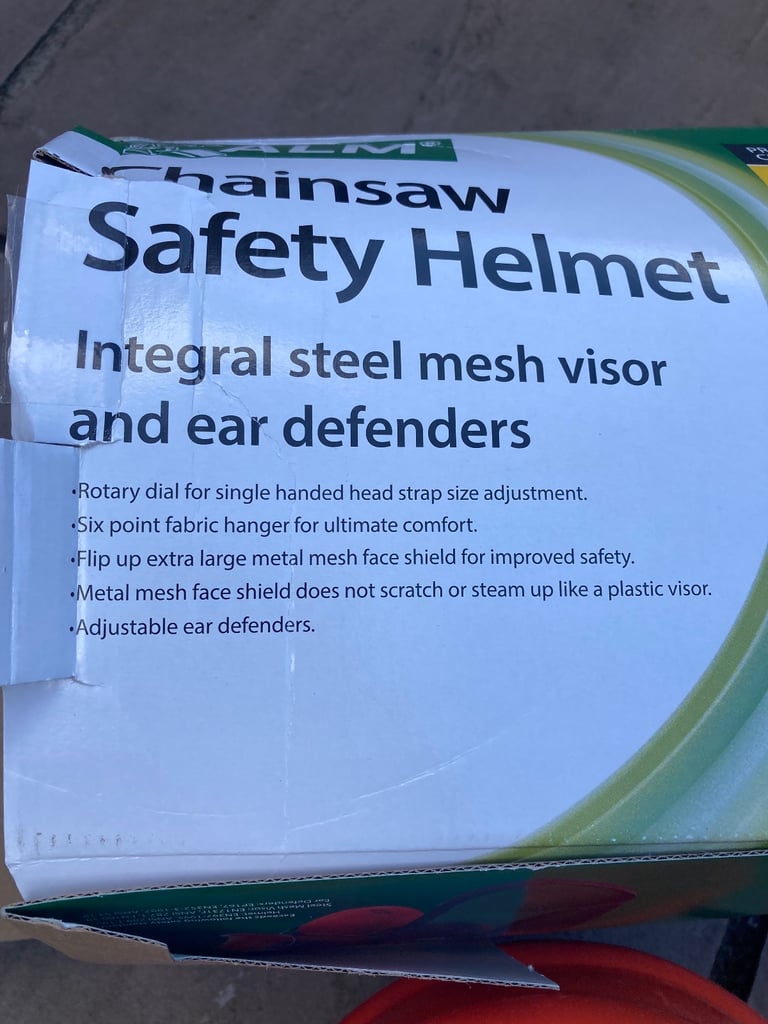 ALM®
Chainsaw
Safety Helmet
Integral steel mesh visor
and ear defenders
•Rotary dial for single handed head strap size adjustment.
•Six point fabric hanger for ultimate comfort.
•Flip up extra large metal mesh face shield for improved safety.
•Metal mesh face shield does not scratch or steam up like a plastic visor.
•Adjustable ear defenders.